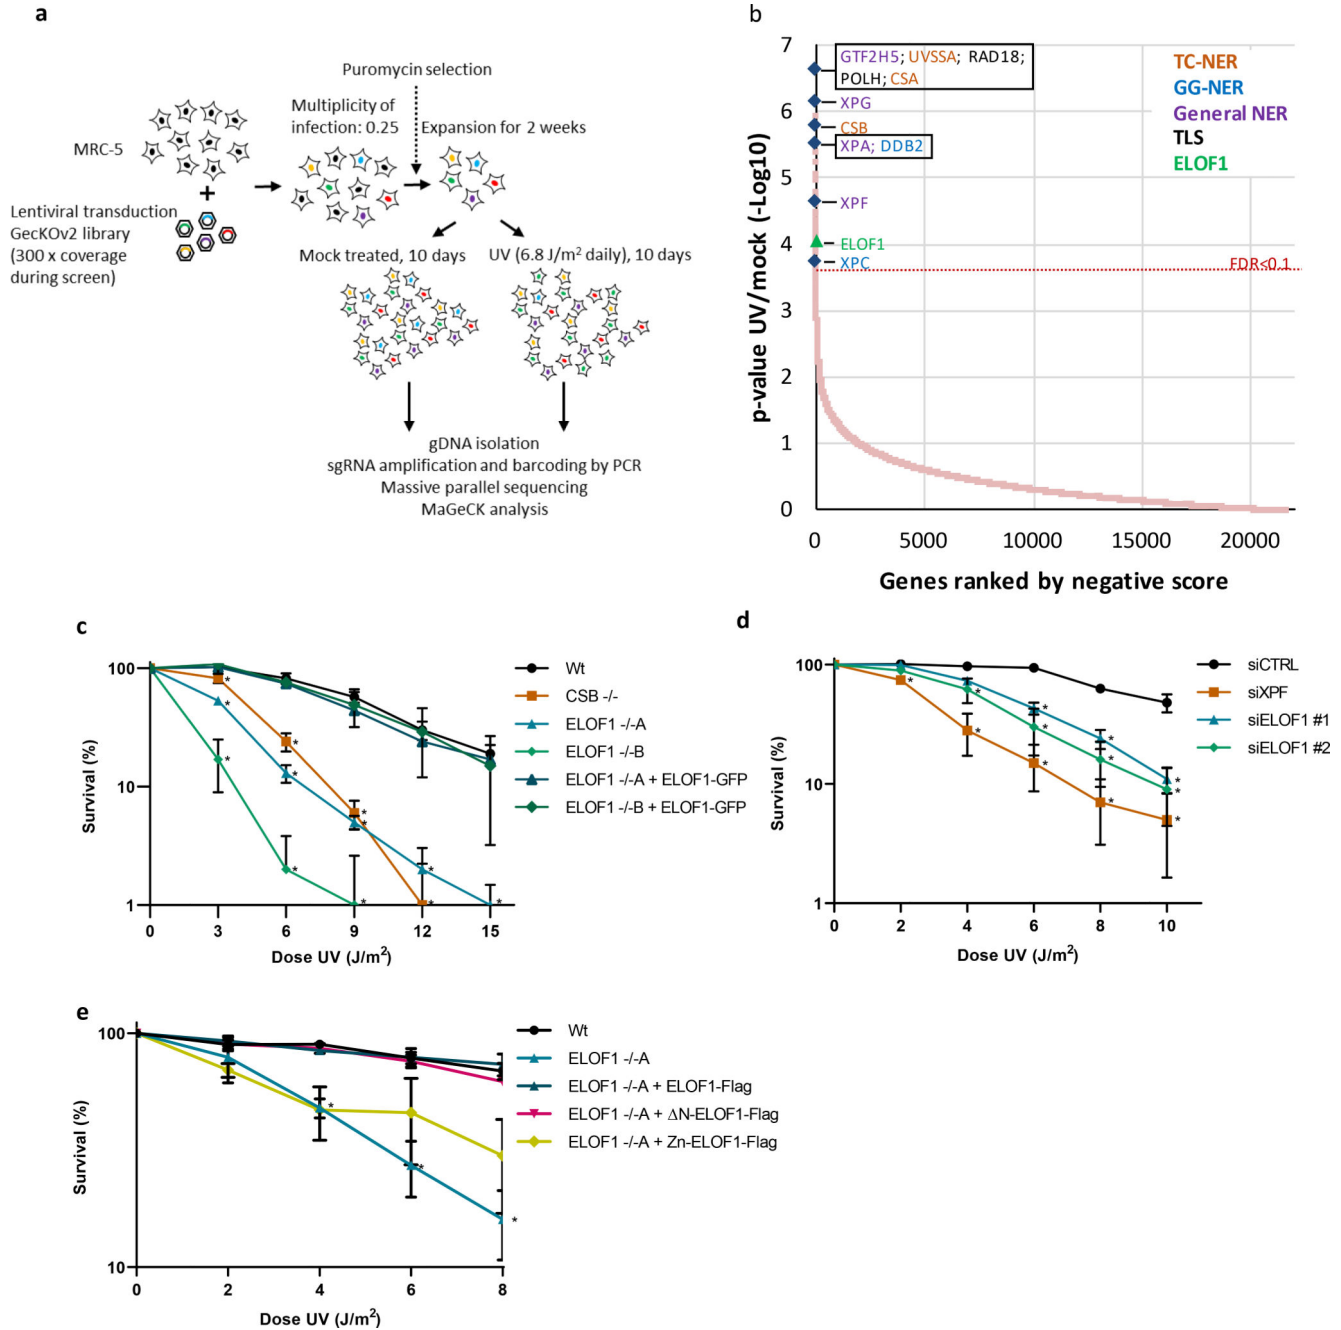 a
Puromycin selection
Multiplicity of
infection: 0.25
Expansion for 2 weeks
MRC-5
+
Lentiviral transduction
GecKOv2 library
(300 x coverage
during screen)
Mock treated, 10 days
UV (6.8 J/m² daily), 10 days
gDNA isolation
sgRNA amplification and barcoding by PCR
Massive parallel sequencing
MaGeCK analysis
b
p-value UV/mock (-Log10)
7
6
5
4
3
2
1
0
GTF2H5; UVSSA; RAD18;
POLH; CSA
XPG
CSB
XPA; DDB2
XPF
ELOF1
XPC
FDR<0.1
TC-NER
GG-NER
General NER
TLS
ELOF1
0 5000 10000 15000 20000
Genes ranked by negative score
c
Survival (%)
100
10
1
0 3 6 9 12 15
Dose UV (J/m²)
* * * * * * * * * * *
Wt
CSB -/-
ELOF1 -/-A
ELOF1 -/-B
ELOF1 -/-A + ELOF1-GFP
ELOF1 -/-B + ELOF1-GFP
d
Survival (%)
100
10
1
0 2 4 6 8 10
Dose UV (J/m²)
* * * * * * * * * * * *
siCTRL
siXPF
siELOF1 #1
siELOF1 #2
e
Survival (%)
100
10
0 2 4 6 8
Dose UV (J/m²)
* * *
Wt
ELOF1 -/-A
ELOF1 -/-A + ELOF1-Flag
ELOF1 -/-A + ΔN-ELOF1-Flag
ELOF1 -/-A + Zn-ELOF1-Flag